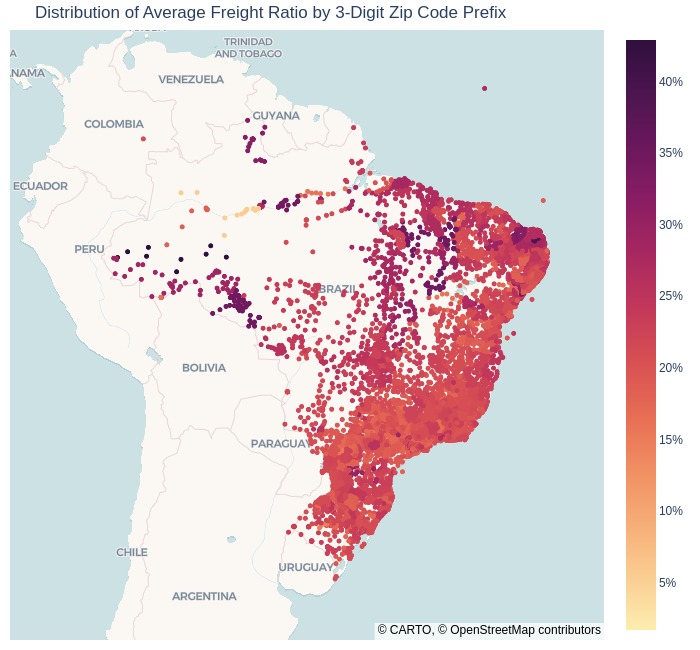 Distribution of Average Freight Ratio by 3-Digit Zip Code Prefix
TRINIDAD
AND TOBAGO
NAMA
VENEZUELA
GUYANA
COLOMBIA
ECUADOR
PERU
BRAZIL
BOLIVIA
PARAGUAY
CHILE
URUGUAY
ARGENTINA
40%
35%
30%
25%
20%
15%
10%
5%
© CARTO, © OpenStreetMap contributors